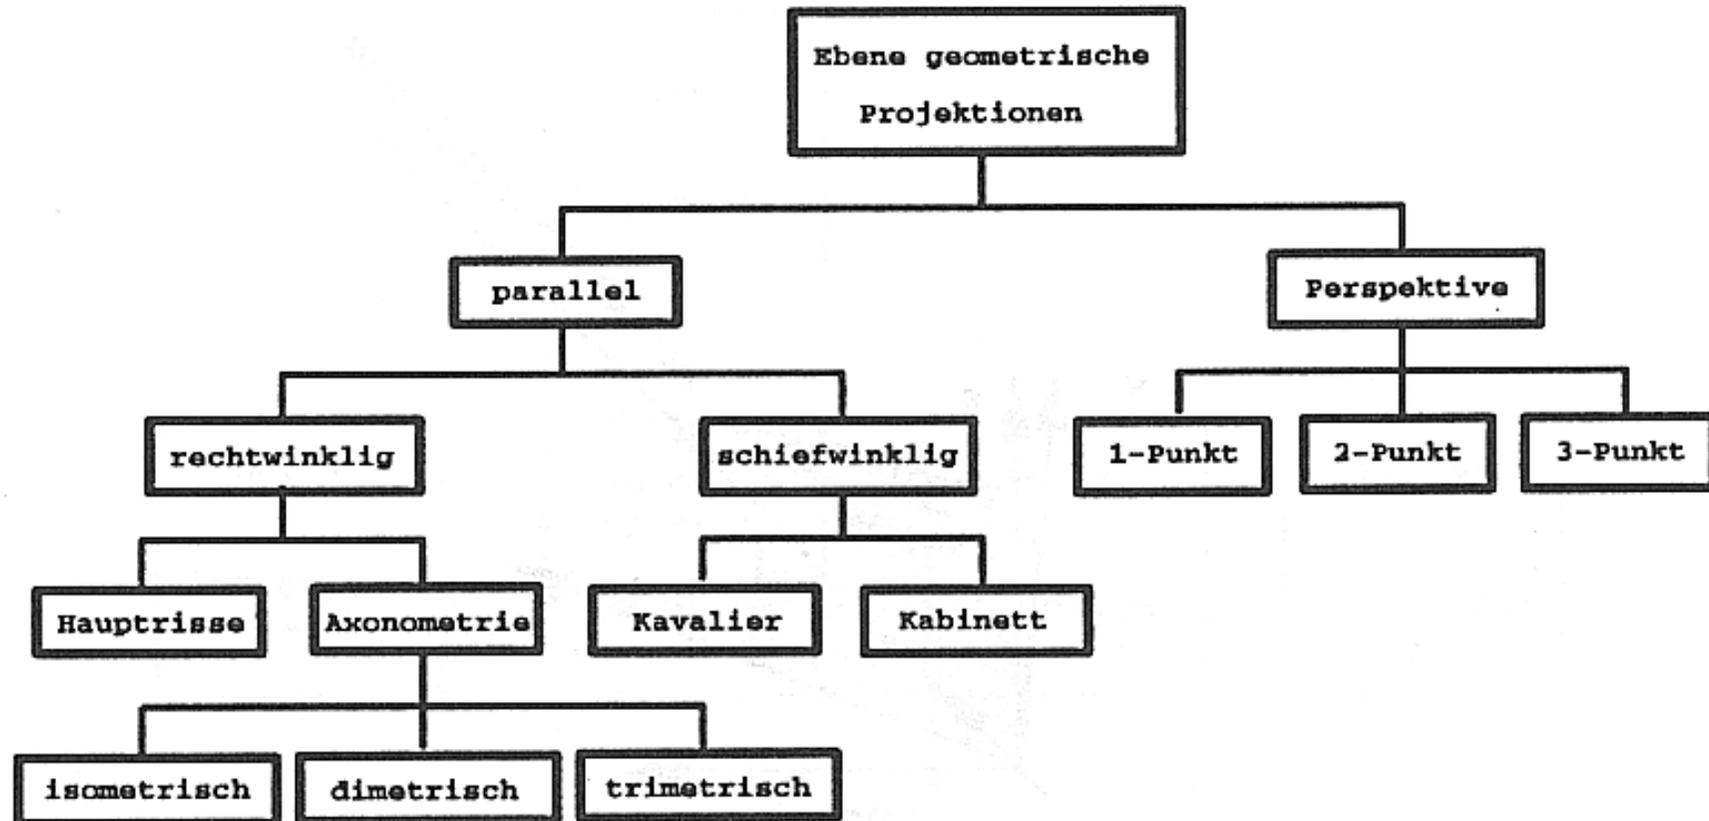 Ebene geometrische
Projektionen
parallel
Perspektive
rechtwinklig
schiefwinklig
1-Punkt
2-Punkt
3-Punkt
Hauptrisse
Axonometrie
Kavalier
Kabinett
isometrisch
dimetrisch
trimetrisch